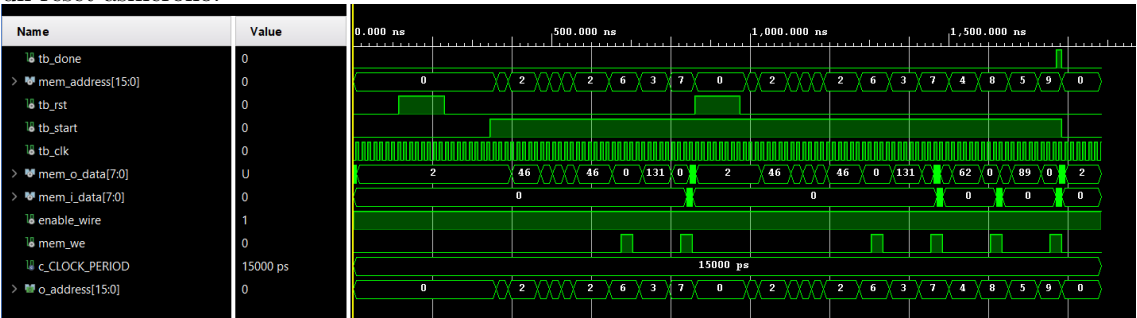 Name Value 0.000 ns 500.000 ns 1,000.000 ns 1,500.000 ns
tb_done 0
mem_address[15:0] 0 0 2 2 6 3 7 0 2 2 6 3 7 4 8 5 9 0
tb_rst 0
tb_start 0
tb_clk 0
mem_o_data[7:0] U 2 46 46 0 131 0 2 46 46 0 131 62 0 89 0 2
mem_i_data[7:0] 0 0 0 0 0 0
enable_wire 1
mem_we 0
c_CLOCK_PERIOD 15000 ps 15000 ps
o_address[15:0] 0 0 2 2 6 3 7 0 2 2 6 3 7 4 8 5 9 0